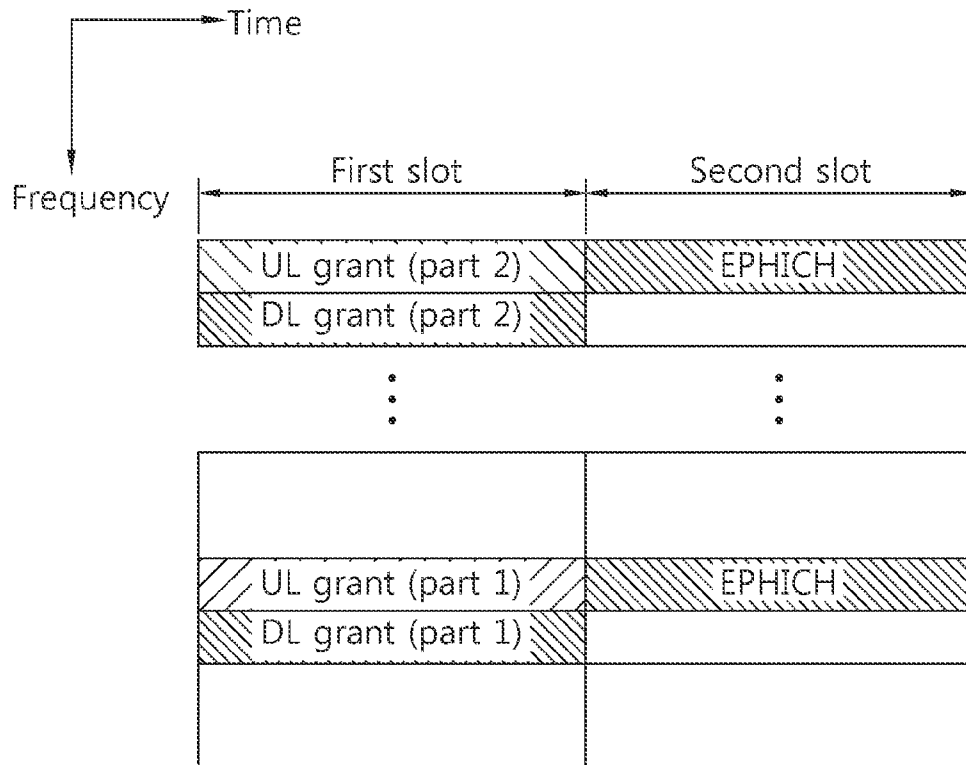 Time
Frequency
First slot Second slot
UL grant (part 2) EPHICH
DL grant (part 2)
UL grant (part 1) EPHICH
DL grant (part 1)